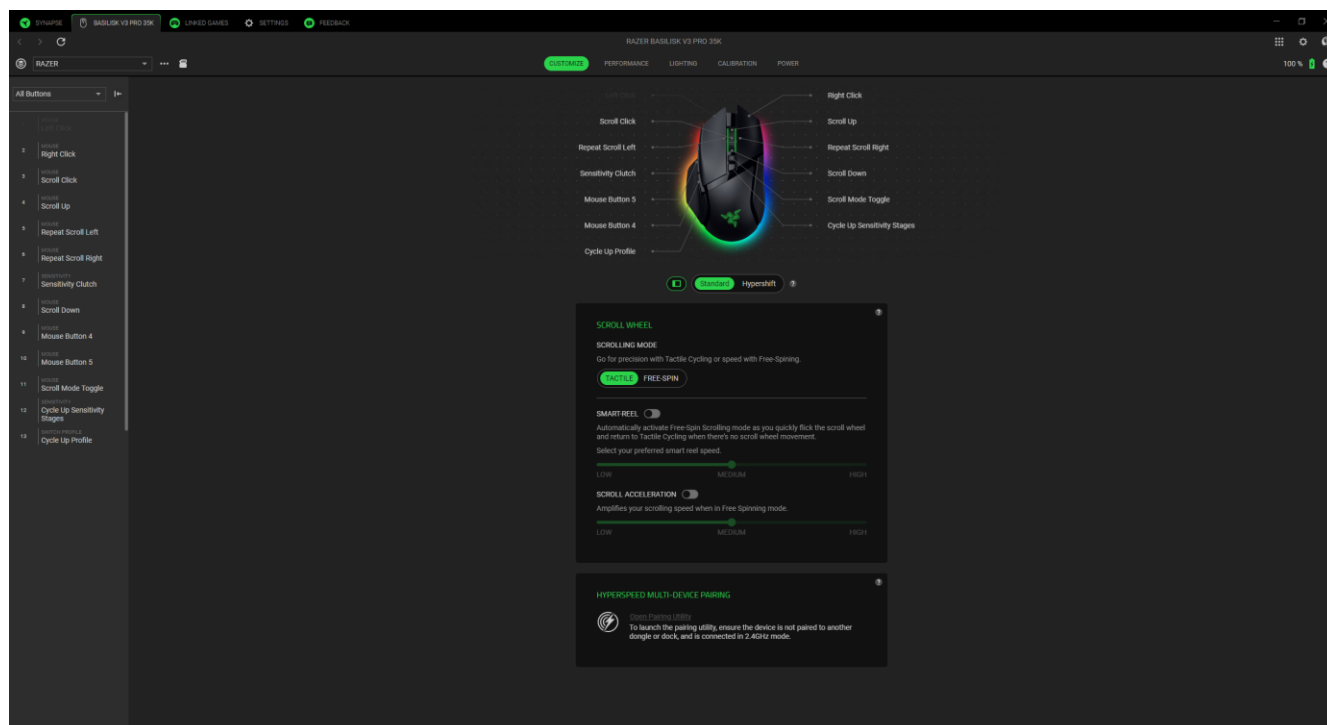 SYNAPSE
BASILISK V3 PRO 35K
LINKED GAMES
SETTINGS
FEEDBACK
RAZER BASILISK V3 PRO 35K
RAZER
CUSTOMIZE
PERFORMANCE
LIGHTING
CALIBRATION
POWER
100 %
All Buttons
MOUSE
Left Click
2
MOUSE
Right Click
3
MOUSE
Scroll Click
4
MOUSE
Scroll Up
5
MOUSE
Repeat Scroll Left
6
MOUSE
Repeat Scroll Right
7
SENSITIVITY
Sensitivity Clutch
8
MOUSE
Scroll Down
9
MOUSE
Mouse Button 4
10
MOUSE
Mouse Button 5
11
MOUSE
Scroll Mode Toggle
12
SENSITIVITY
Cycle Up Sensitivity
Stages
13
SWITCH PROFILE
Cycle Up Profile
Left Click
Scroll Click
Repeat Scroll Left
Sensitivity Clutch
Mouse Button 5
Mouse Button 4
Cycle Up Profile
Right Click
Scroll Up
Repeat Scroll Right
Scroll Down
Scroll Mode Toggle
Cycle Up Sensitivity Stages
Standard
Hypershift
?
?
SCROLL WHEEL
SCROLLING MODE
Go for precision with Tactile Cycling or speed with Free-Spining.
TACTILE
FREE-SPIN
SMART-REEL
Automatically activate Free-Spin Scrolling mode as you quickly flick the scroll wheel
and return to Tactile Cycling when there's no scroll wheel movement.
Select your preferred smart reel speed.
LOW
MEDIUM
HIGH
SCROLL ACCELERATION
Amplifies your scrolling speed when in Free Spinning mode.
LOW
MEDIUM
HIGH
?
HYPERSPEED MULTI-DEVICE PAIRING
Open Pairing Utility
To launch the pairing utility, ensure the device is not paired to another
dongle or dock, and is connected in 2.4GHz mode.